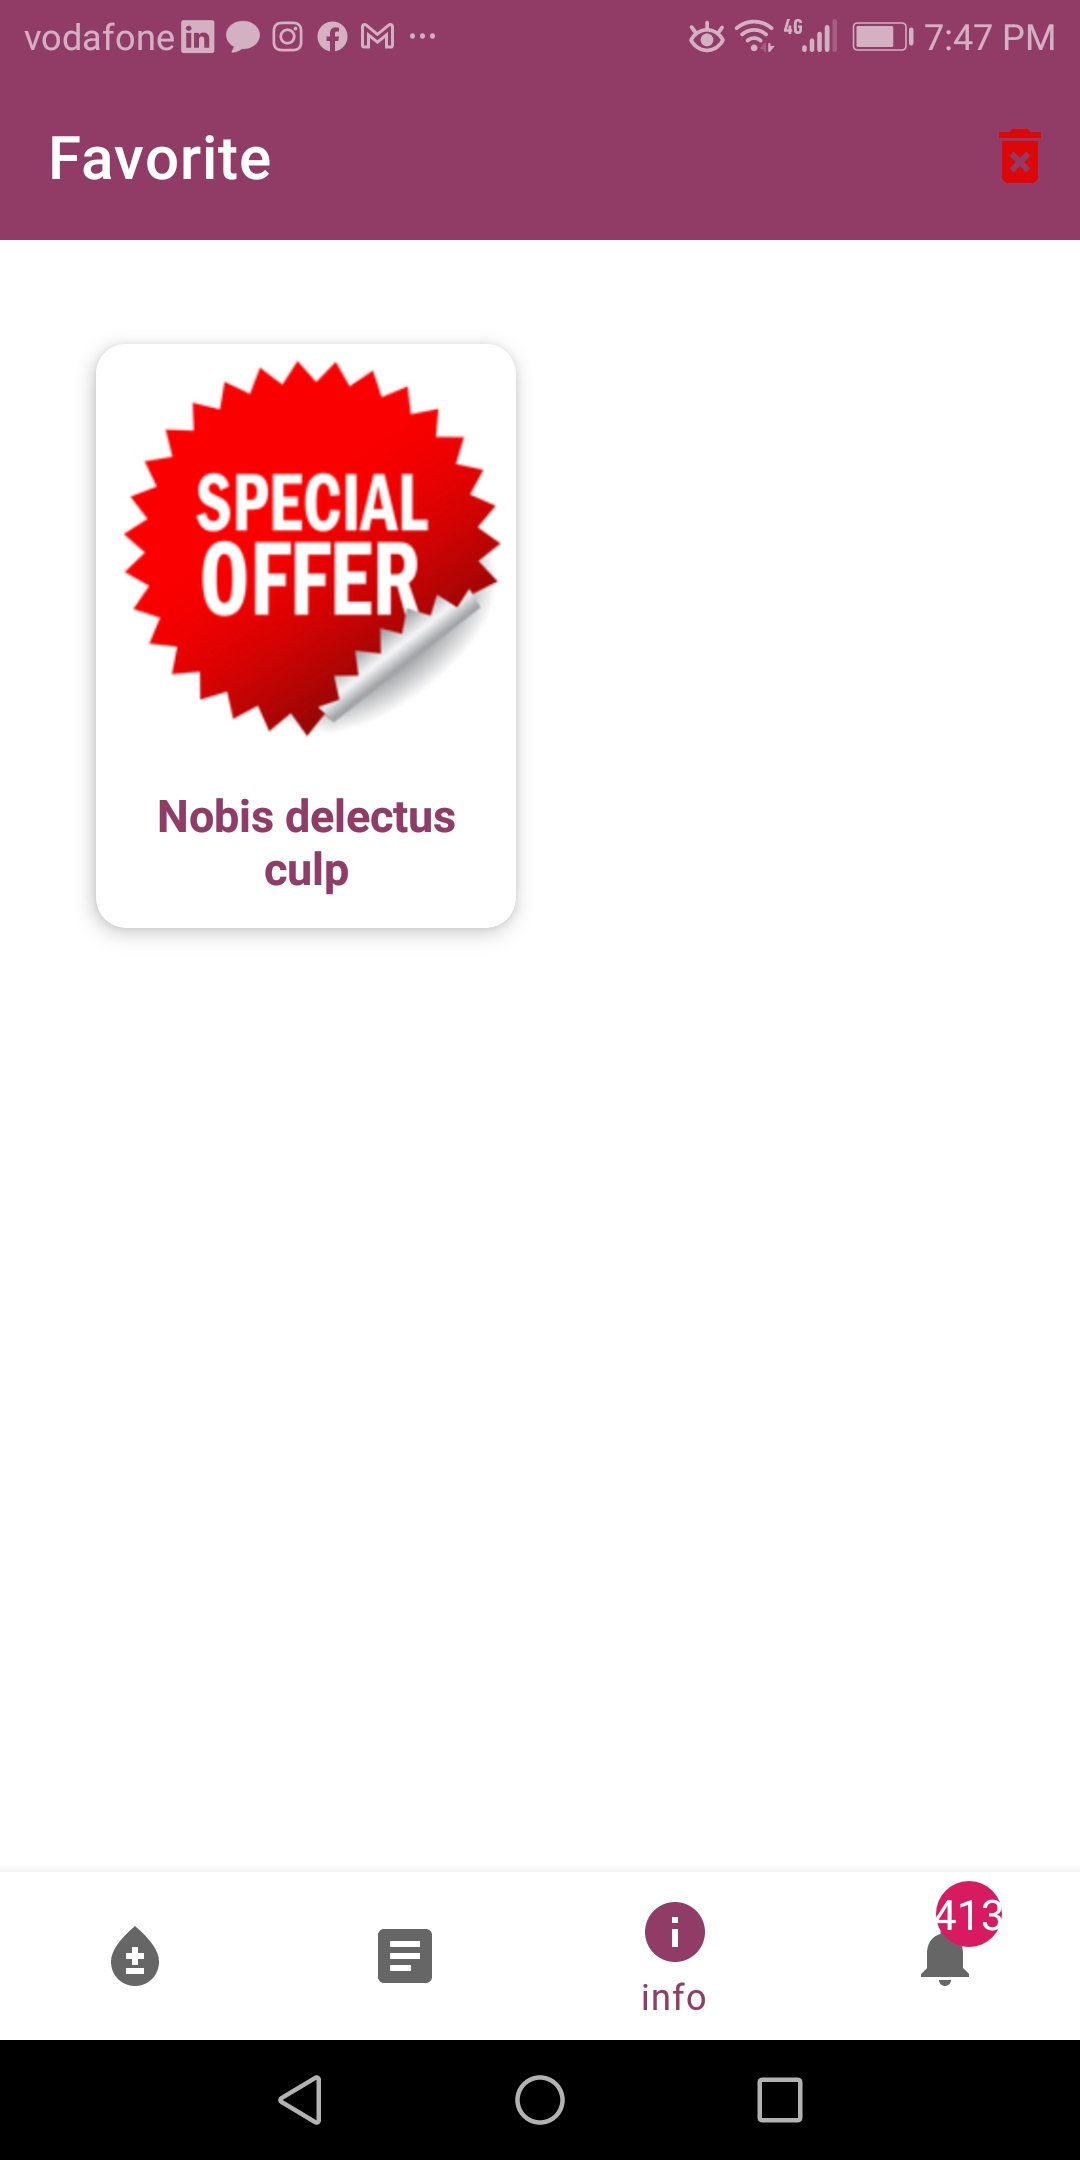 vodafone
4G
7:47 PM
Favorite
SPECIAL
OFFER
Nobis delectus
culp
info
413